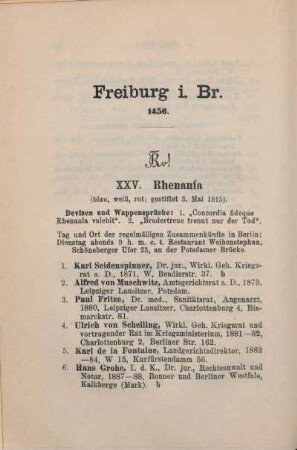 Freiburg i. Br.
1456.
XXV. Rhenania
(blau, weiß, rot; gestiftet 3. Mai 1815).
Devisen und Wappensprüche: 1. „Concordia fideque
Rhenania valebit“. 2. „Brudertreue trennt nur der Tod“.
Tag und Ort der regelmäßigen Zusammenkünfte in Berlin:
Dienstag abends 9 h. m. c. t. Restaurant Weihenstephan,
Schöneberger Ufer 23, an der Potsdamer Brücke.
1. Karl Seidenspinner, Dr. jur., Wirkl. Geh. Kriegs-
rat a. D., 1871, W, Bendlerstr. 37. b
2. Alfred von Muschwitz, Amtsgerichtsrat a. D., 1879,
Leipziger Lausitzer, Potsdam.
3. Paul Fritze, Dr. med., Sanitätsrat, Augenarzt,
1880, Leipziger Lausitzer, Charlottenburg 4, Bis-
marckstr. 81.
4. Ulrich von Schelling, Wirkl. Geh. Kriegsrat und
vortragender Rat im Kriegsministerium, 1881—82,
Charlottenburg 2, Berliner Str. 162.
5. Karl de la Fontaine, Landgerichtsdirektor, 1882
—84, W 15, Kurfürstendamm 56.
6. Hans Grohe, I. d. K., Dr. jur., Rechtsanwalt und
Notar, 1887—88, Bonner und Berliner Westfale,
Kalkberge (Mark). b